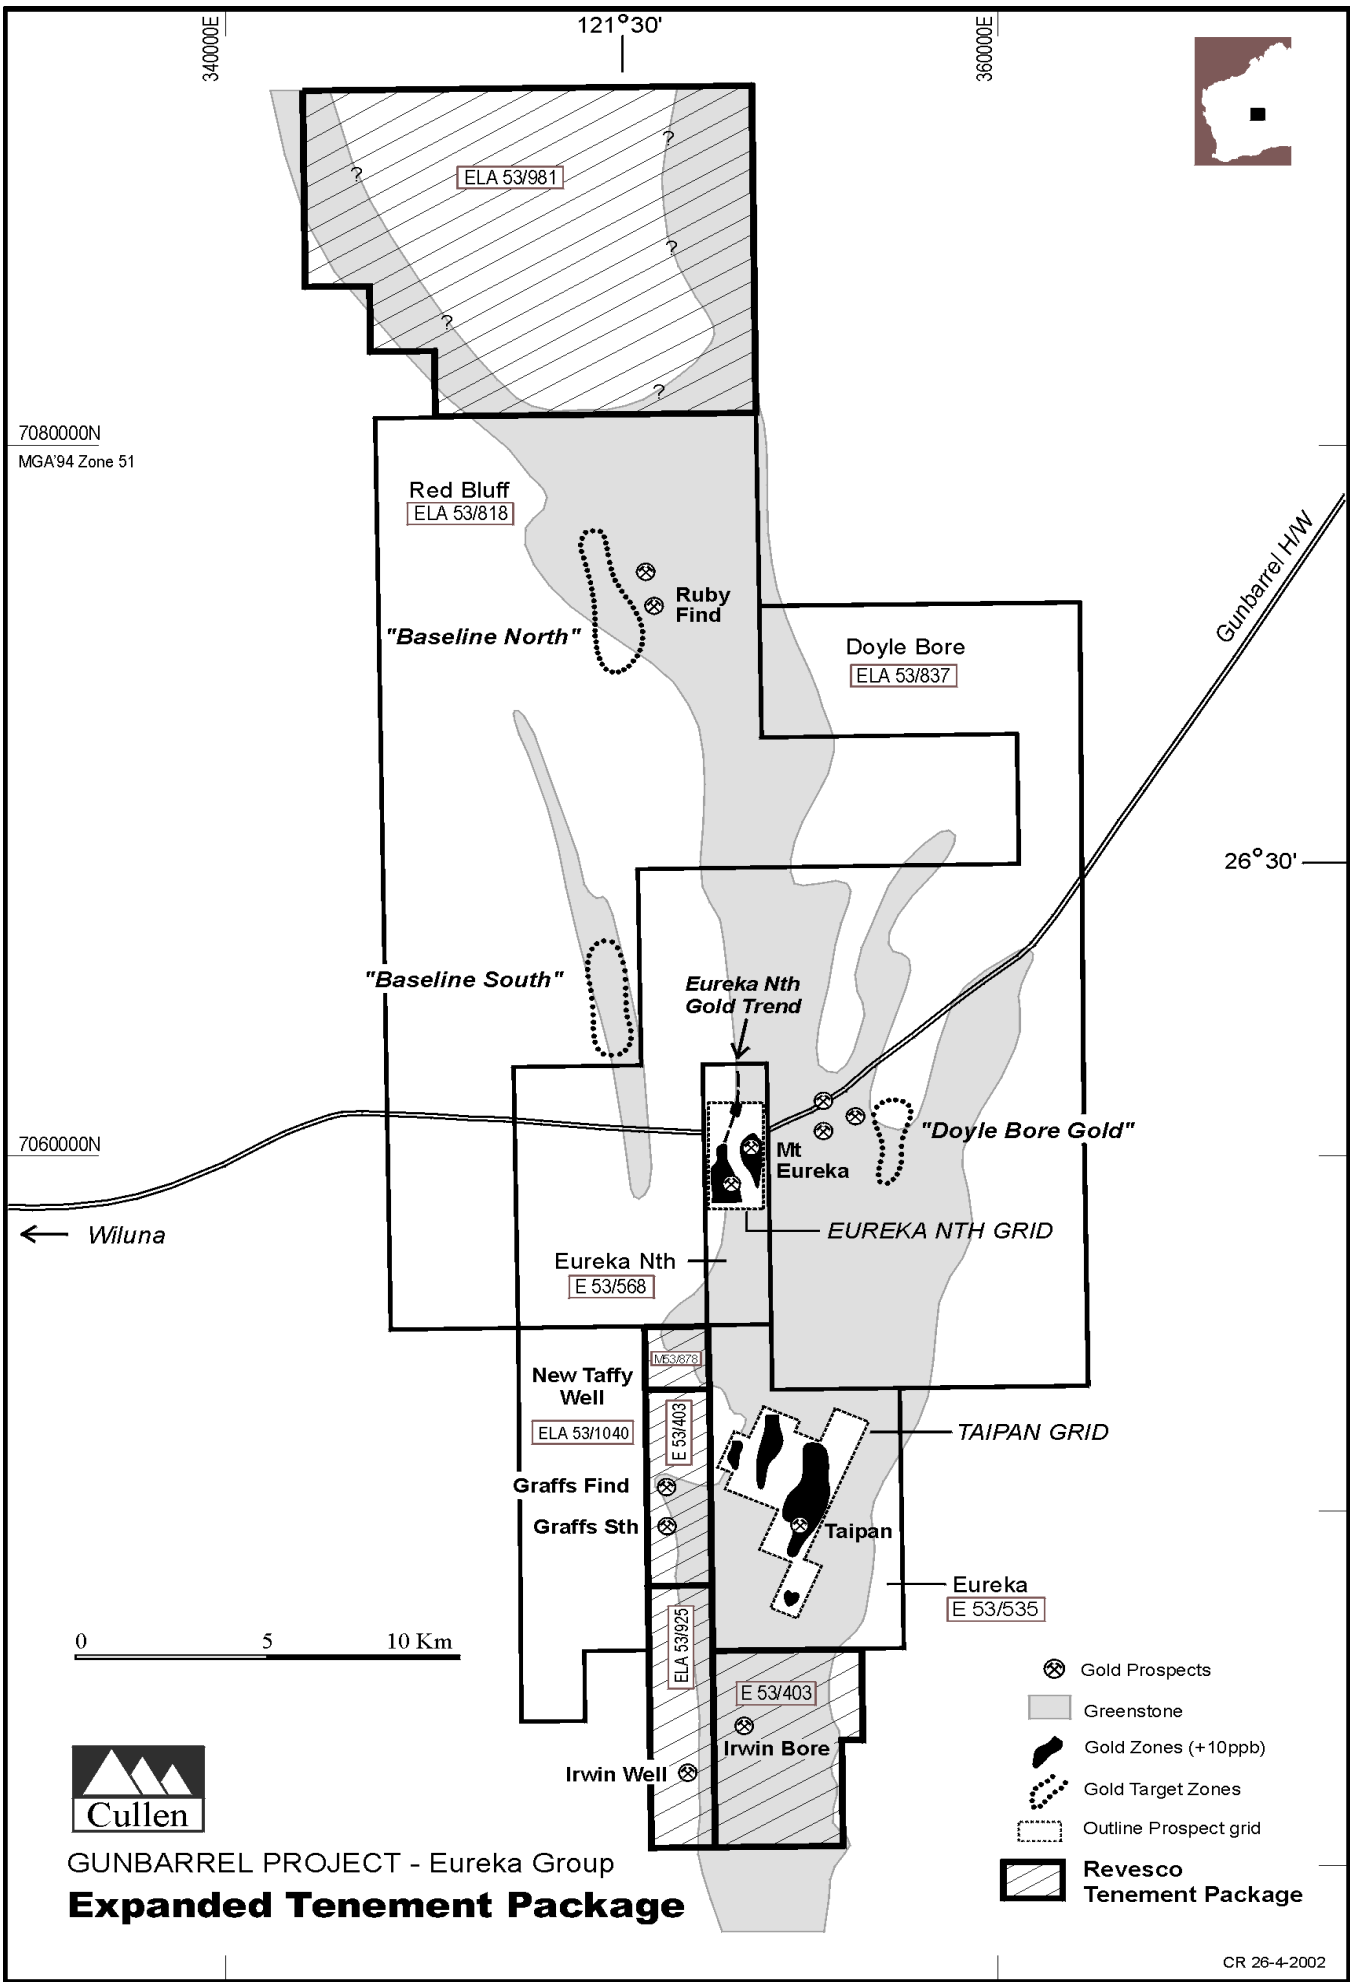 340000E
121°30'
360000E
?
?
ELA 53/981
?
?
?
7080000N
MGA'94 Zone 51
Red Bluff
ELA 53/818
Gunbarrel H/W
Ruby
Find
"Baseline North"
Doyle Bore
ELA 53/837
26°30'
"Baseline South"
Eureka Nth
Gold Trend
7060000N
"Doyle Bore Gold"
Mt
Eureka
Wiluna
EUREKA NTH GRID
Eureka Nth
E 53/568
M53/878
New Taffy
Well
ELA 53/1040
E 53/403
TAIPAN GRID
Graffs Find
Graffs Sth
Taipan
Eureka
E 53/535
ELA 53/925
0 5 10 Km
E 53/403
Irwin Bore
Irwin Well
Gold Prospects
Greenstone
Gold Zones (+10ppb)
Gold Target Zones
Outline Prospect grid
Revesco
Tenement Package
Cullen
GUNBARREL PROJECT - Eureka Group
Expanded Tenement Package
CR 26-4-2002